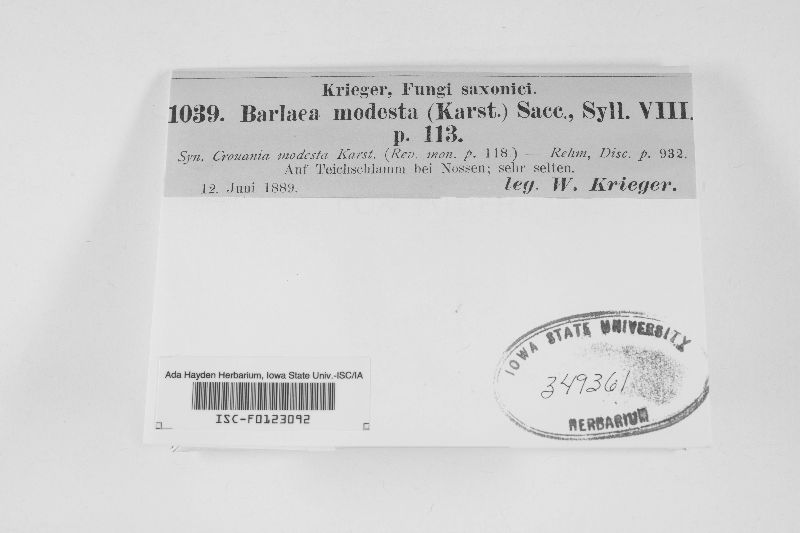 Krieger, Fungi saxonici.
1039. Barlaea modesta (Karst.) Sacc., Syll. VIII.
p. 113.
Syn. Crouania modesta Karst. (Rev. mon. p. 118) — Rehm, Disc. p. 932.
Auf Teichschlamm bei Nossen; sehr selten.
12. Juni 1889. leg. W. Krieger.
Ada Hayden Herbarium, Iowa State Univ.-ISC/IA
ISC-F0123092
IOWA STATE UNIVERSITY
349361
HERBARIUM